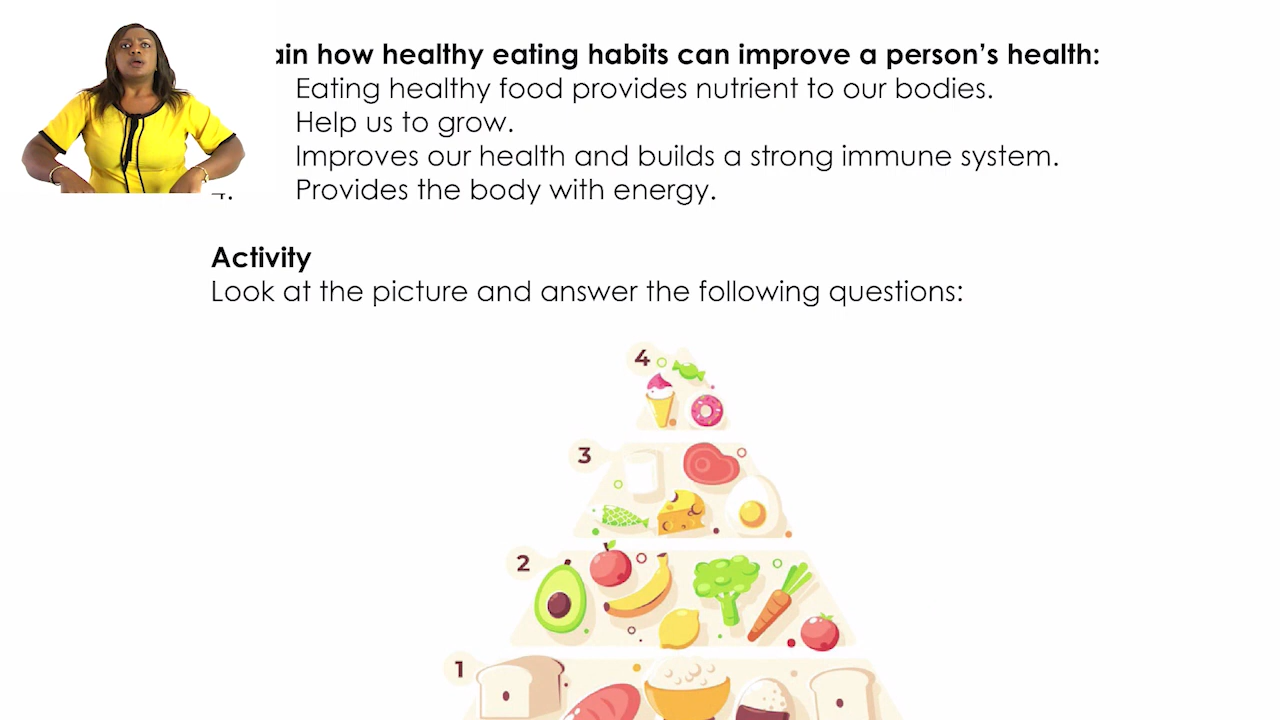 how healthy eating habits can improve a person's health:
Eating healthy food provides nutrient to our bodies.
Help us to grow.
Improves our health and builds a strong immune system.
Provides the body with energy.
Activity
Look at the picture and answer the following questions:
4
3
2
1